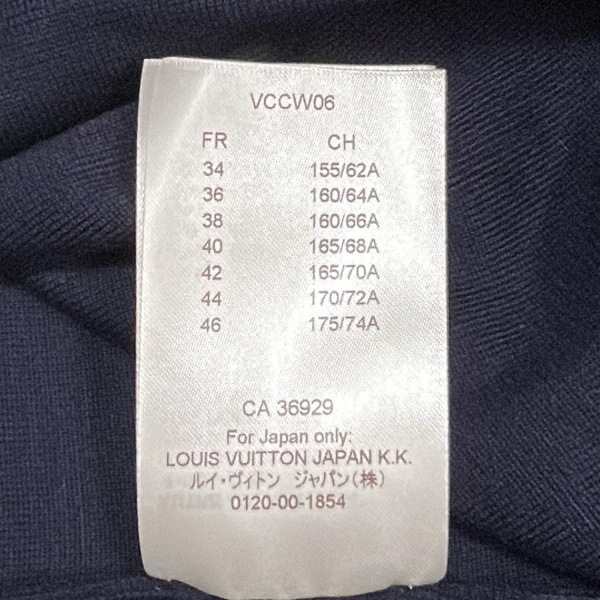 VCCW06
FR CH
34 155/62A
36 160/64A
38 160/66A
40 165/68A
42 165/70A
44 170/72A
46 175/74A
CA 36929
For Japan only:
LOUIS VUITTON JAPAN K.K.
ルイ・ヴィトン ジャパン(株)
0120-00-1854